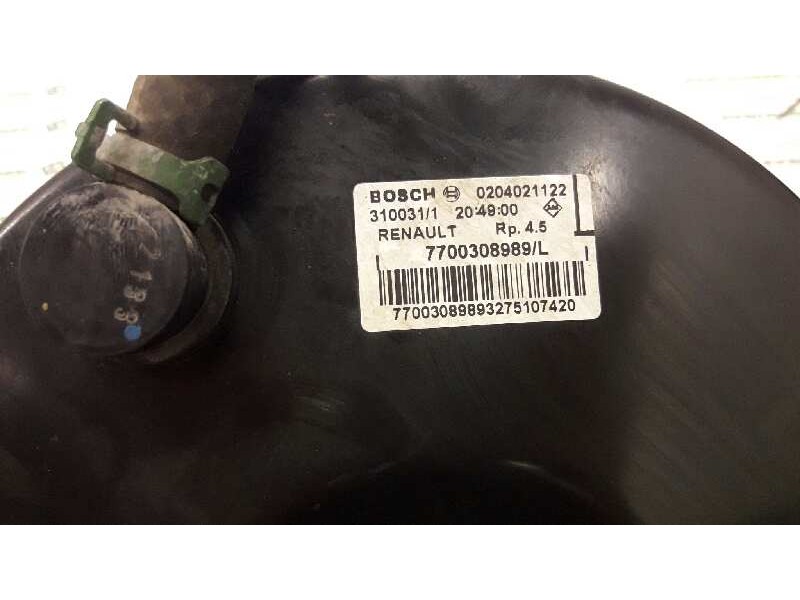 BOSCH 0204021122
310031/1 20:49:00
RENAULT Rp. 4.5
7700308989/L
77003089893275107420